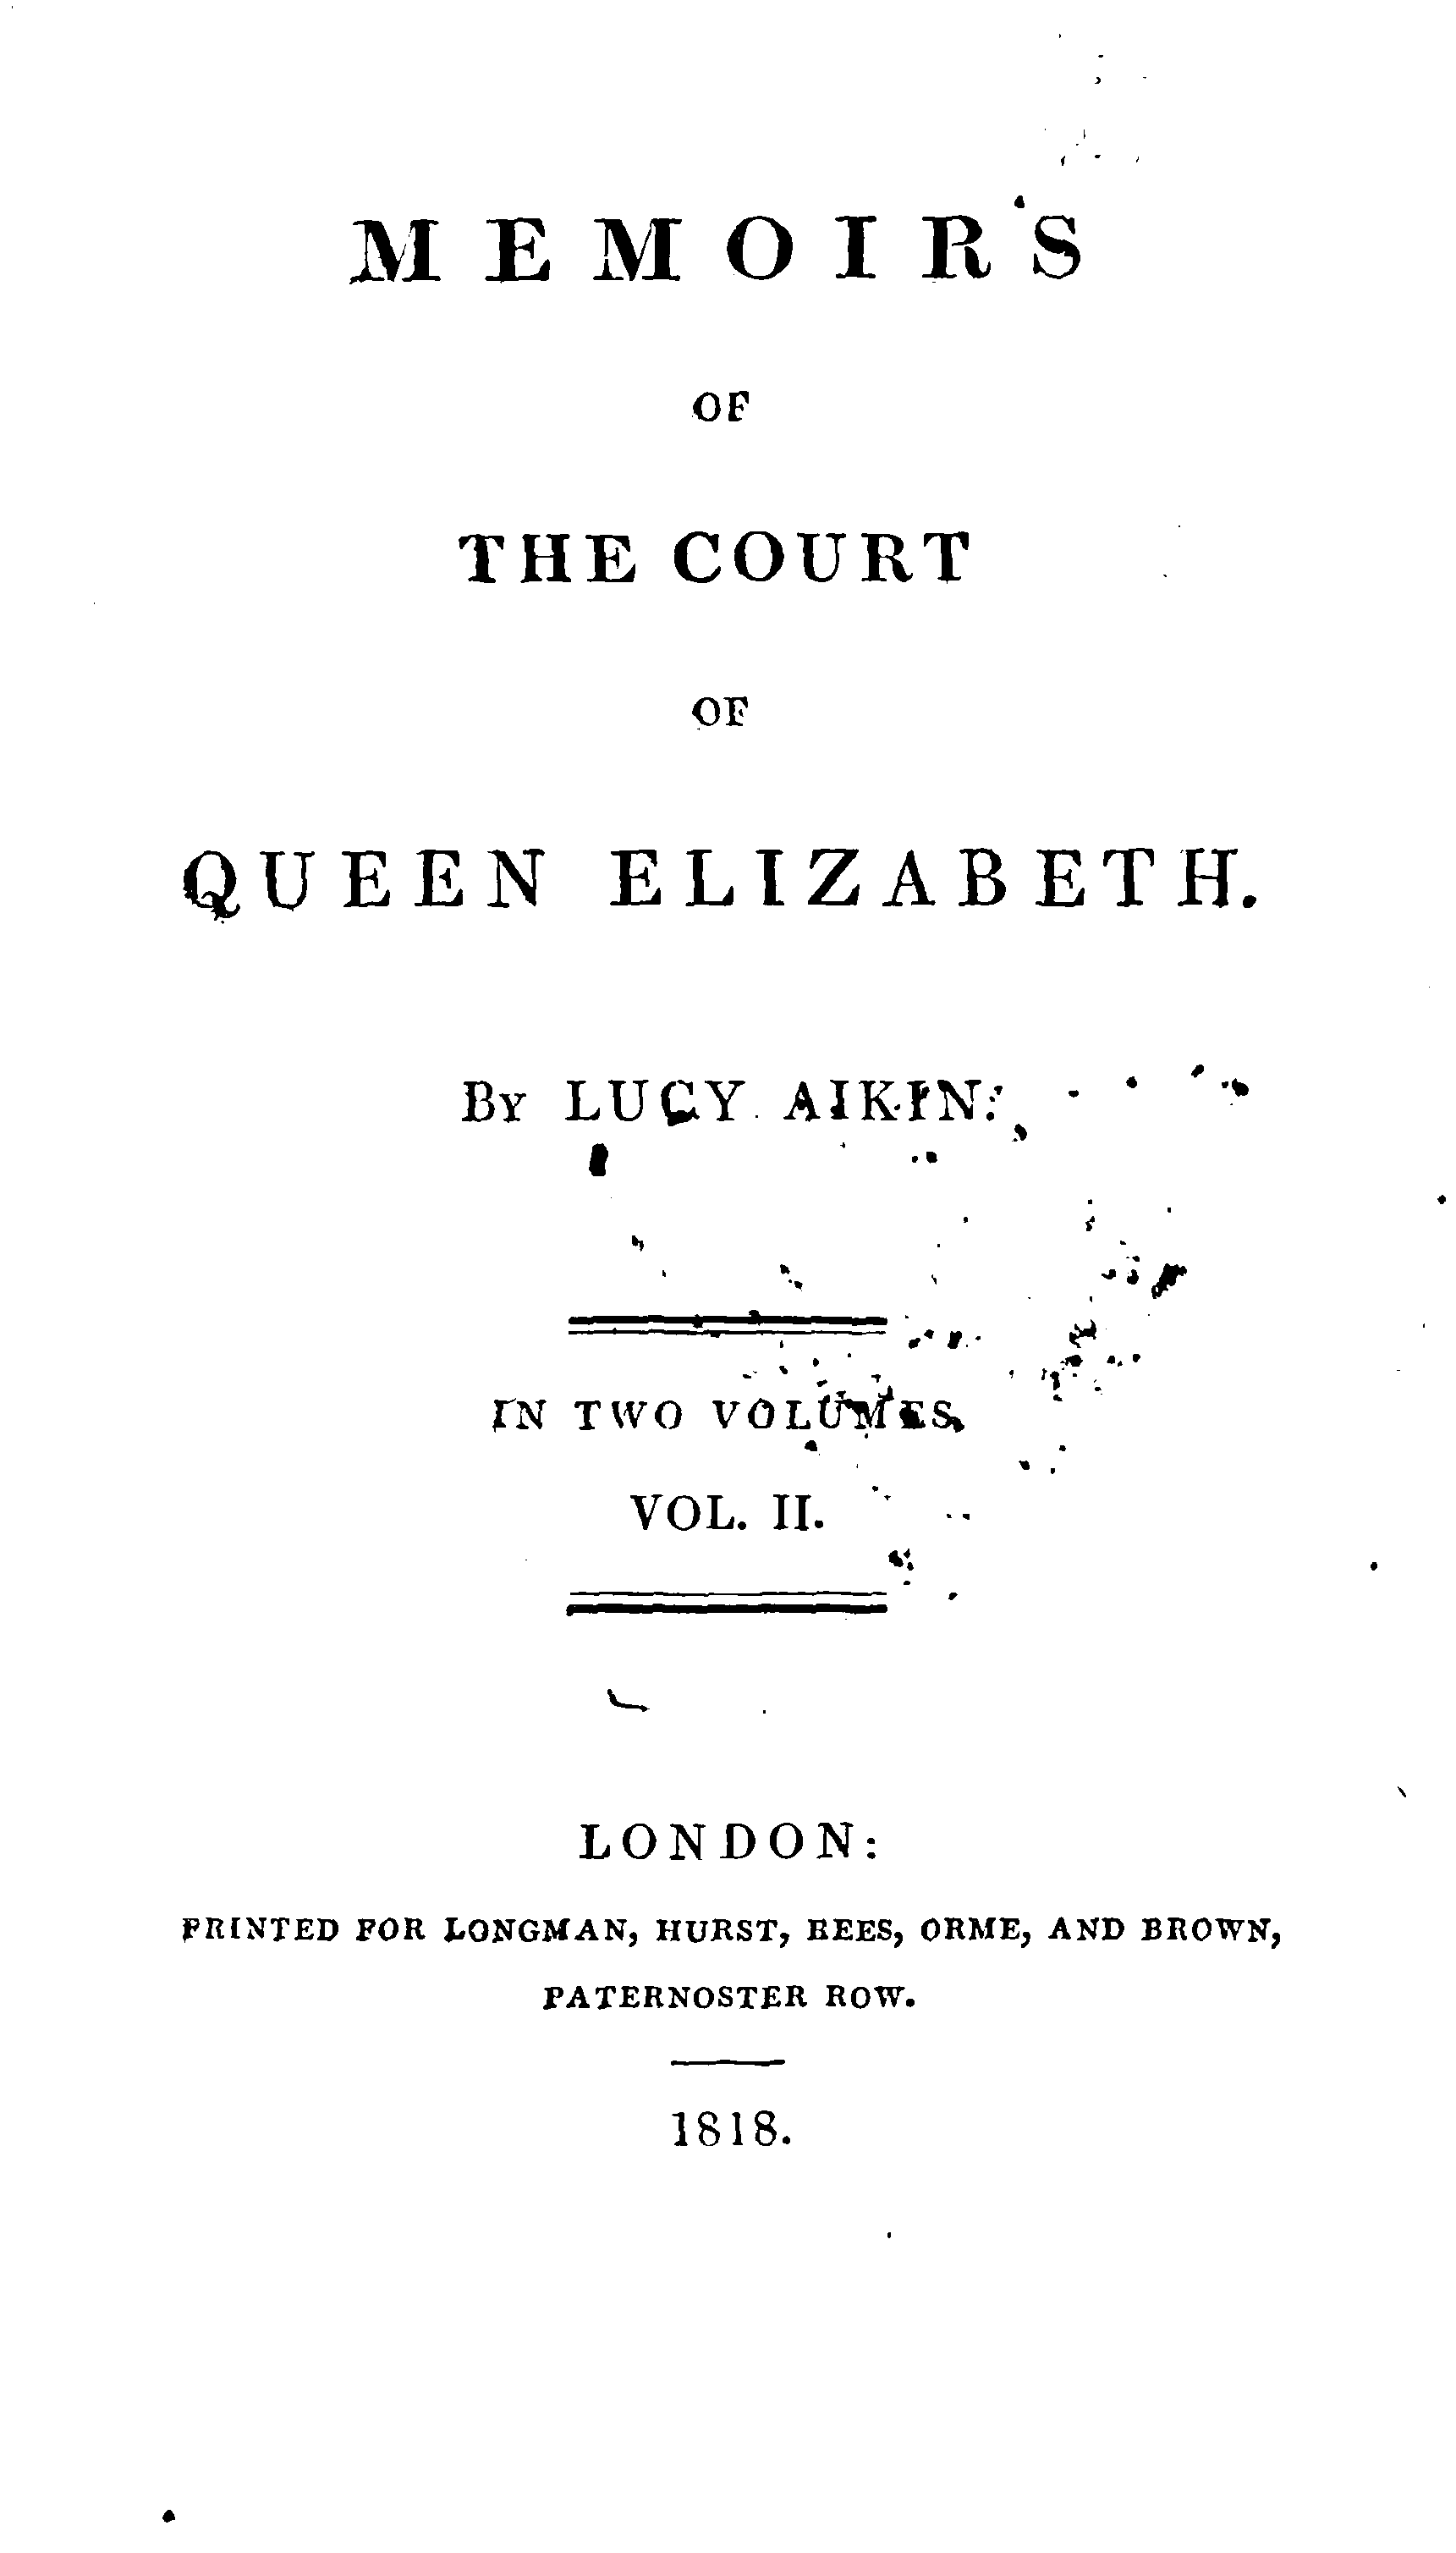 MEMOIRS
OF
THE COURT
OF
QUEEN ELIZABETH.
By LUCY AIKIN.
IN TWO VOLUMES.
VOL. II.
LONDON:
PRINTED FOR LONGMAN, HURST, REES, ORME, AND BROWN,
PATERNOSTER ROW.
1818.